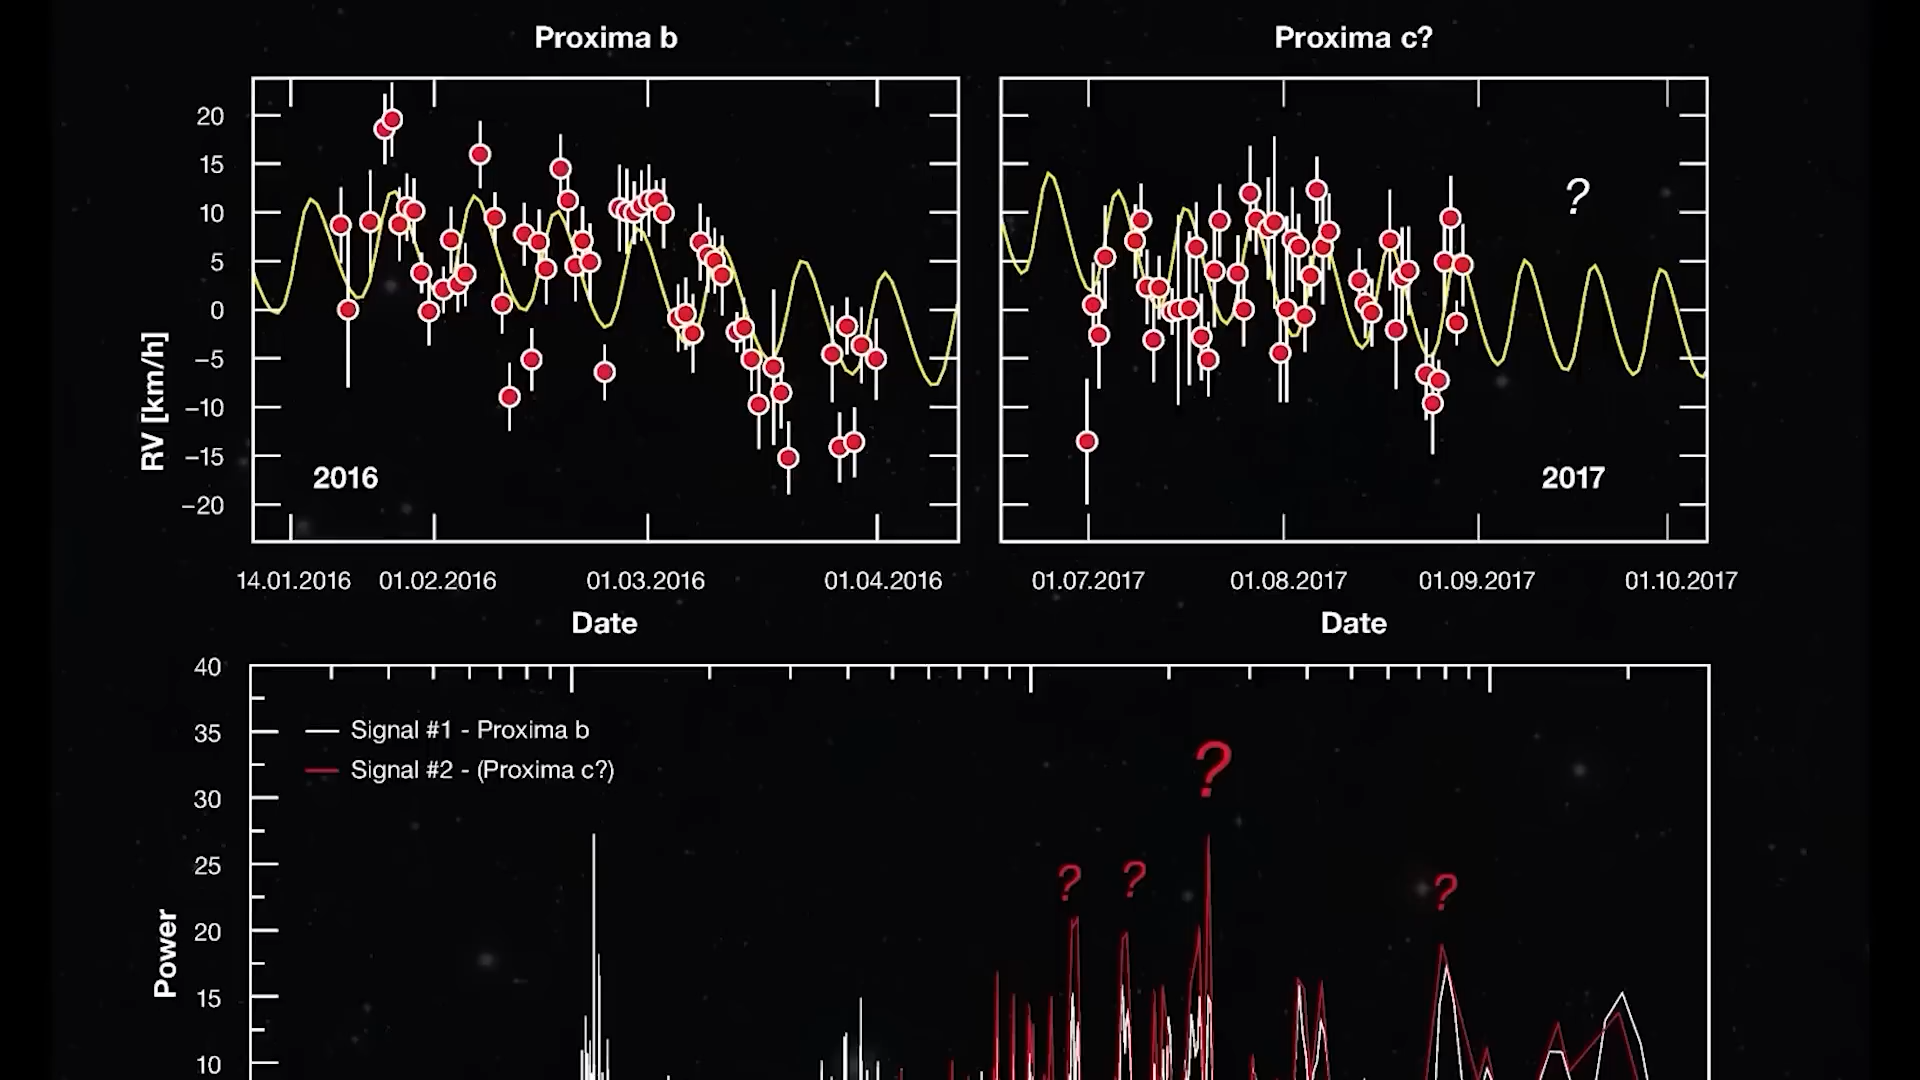 Proxima b
Proxima c?
20
15
10
5
0
−5
−10
−15
−20
RV [km/h]
2016
?
2017
14.01.2016 01.02.2016 01.03.2016 01.04.2016
01.07.2017 01.08.2017 01.09.2017 01.10.2017
Date
Date
40
35
30
25
20
15
10
Power
Signal #1 - Proxima b
Signal #2 - (Proxima c?)
?
? ? ?